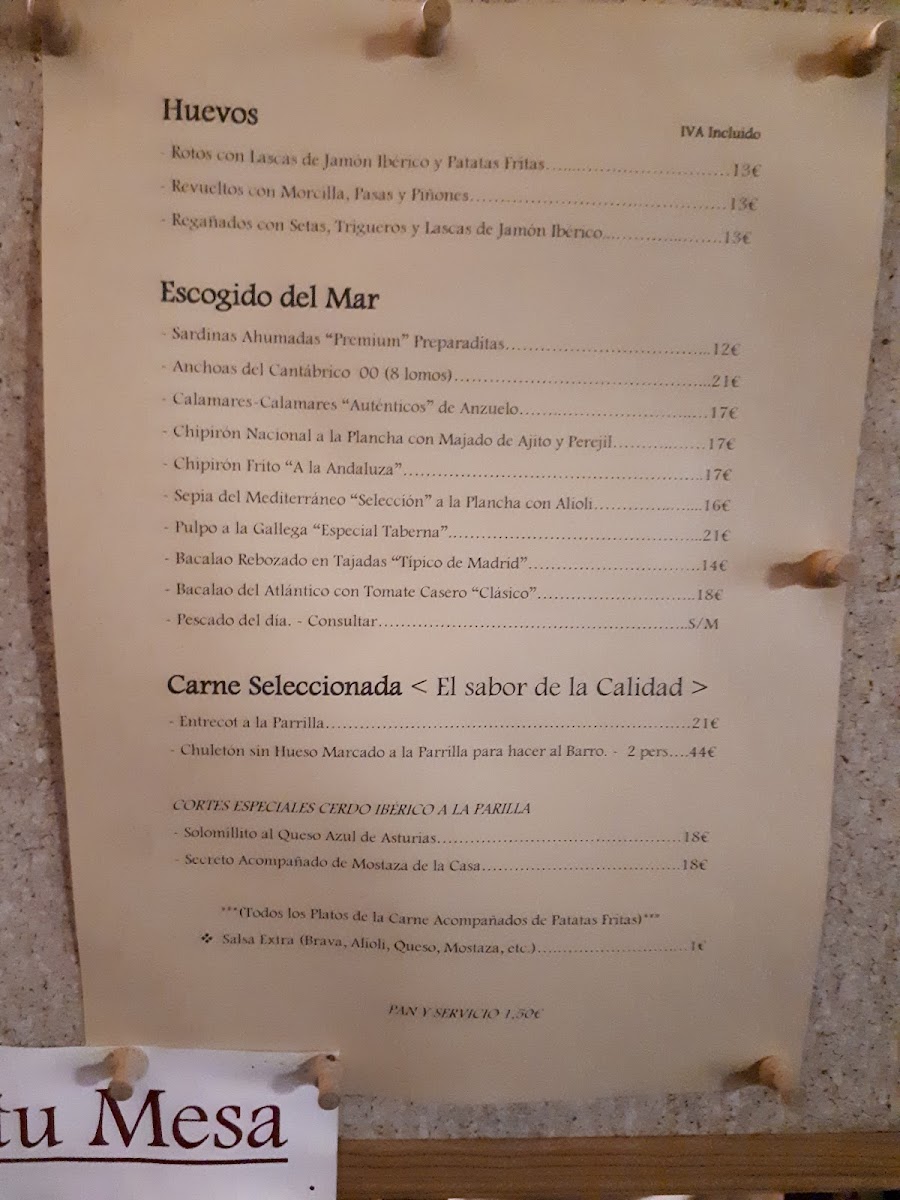 Huevos
IVA Incluido
- Rotos con Lascas de Jamón Ibérico y Patatas Fritas...............................13€
- Revueltos con Morcilla, Pasas y Piñones..........................................13€
- Regañados con Setas, Trigueros y Lascas de Jamón Ibérico....................13€
Escogido del Mar
- Sardinas Ahumadas “Premium” Preparaditas...................................12€
- Anchoas del Cantábrico 00 (8 lomos)...........................................21€
- Calamares-Calamares “Auténticos” de Anzuelo................................17€
- Chipirón Nacional a la Plancha con Majado de Ajito y Perejil................17€
- Chipirón Frito “A la Andaluza”..................................................17€
- Sepia del Mediterráneo “Selección” a la Plancha con Alioli..................16€
- Pulpo a la Gallega “Especial Taberna”..........................................21€
- Bacalao Rebozado en Tajadas “Típico de Madrid”.............................14€
- Bacalao del Atlántico con Tomate Casero “Clásico”...........................18€
- Pescado del día. - Consultar.....................................................S/M
Carne Seleccionada < El sabor de la Calidad >
- Entrecot a la Parrilla...............................................................21€
- Chuletón sin Hueso Marcado a la Parrilla para hacer al Barro. - 2 pers....44€
CORTES ESPECIALES CERDO IBÉRICO A LA PARILLA
- Solomillito al Queso Azul de Asturias...........................................18€
- Secreto Acompañado de Mostaza de la Casa....................................18€
***(Todos los Platos de la Carne Acompañados de Patatas Fritas)***
❖ Salsa Extra (Brava, Alioli, Queso, Mostaza, etc.)..........................1€
PAN Y SERVICIO 1,50€
tu Mesa